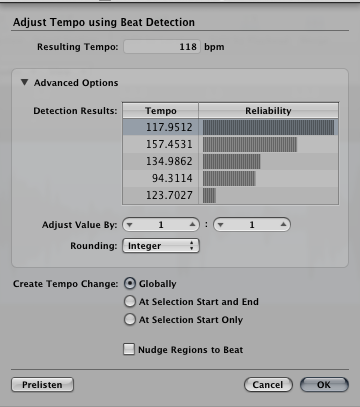 Adjust Tempo using Beat Detection
Resulting Tempo: 118 bpm
Advanced Options
Detection Results: Tempo Reliability
117.9512
157.4531
134.9862
94.3114
123.7027
Adjust Value By: 1 : 1
Rounding: Integer
Create Tempo Change: Globally
At Selection Start and End
At Selection Start Only
Nudge Regions to Beat
Prelisten Cancel OK